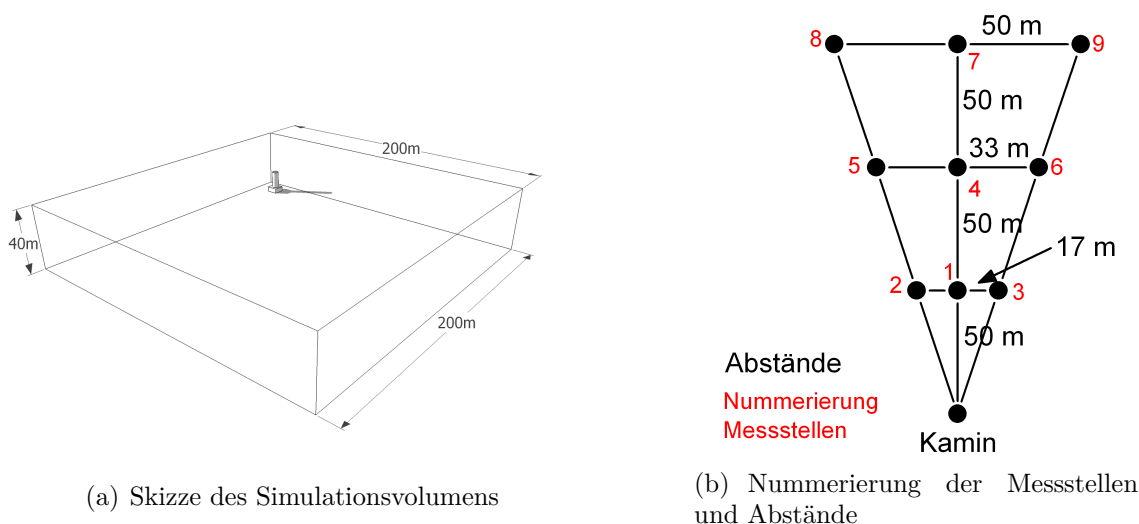 200m
40m
200m
(a) Skizze des Simulationsvolumens
50 m
8
9
7
50 m
33 m
5
6
4
50 m
17 m
1
2
3
50 m
Abstände
Nummerierung
Messstellen
Kamin
(b) Nummerierung der Messstellen
und Abstände